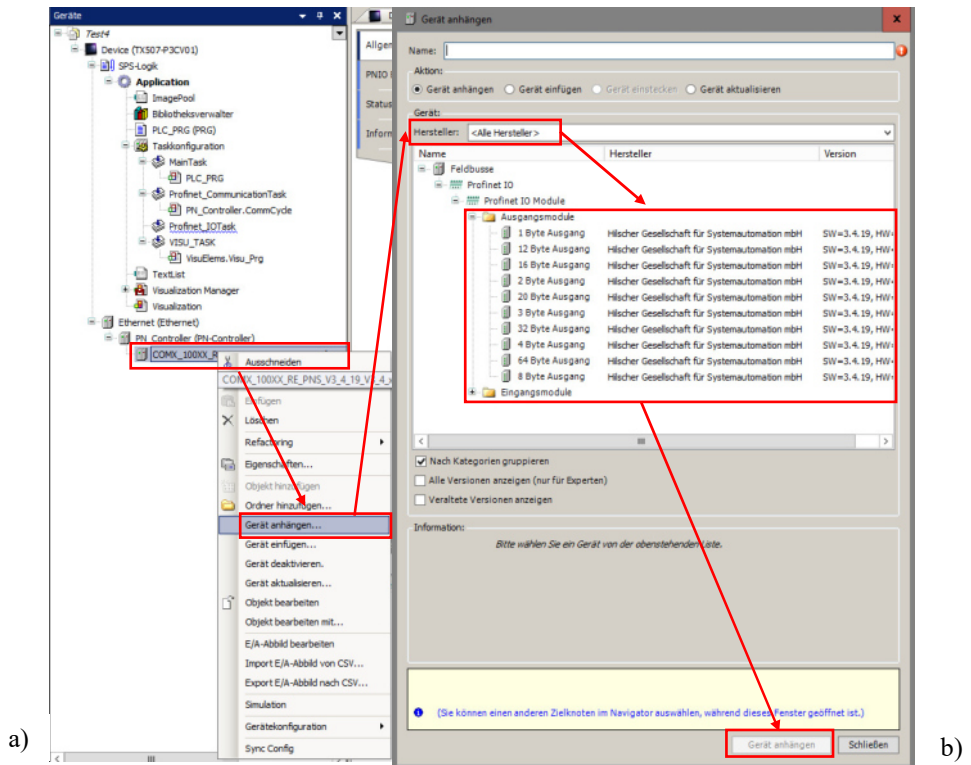 Geräte
Test4
Device (TX507-P3CV01)
SPS-Logik
Application
ImagePool
Bibliotheksverwalter
PLC_PRG (PRG)
Taskkonfiguration
MainTask
PLC_PRG
Profinet_CommunicationTask
PN_Controller.CommCycle
Profinet_IOTask
VISU_TASK
VisuElems.Visu_Prg
TextList
Visualization Manager
Visualization
Ethernet (Ethernet)
PN_Controller (PN-Controller)
COMX_100XX_R
Ausschneiden
COMX_100XX_RE_PNS_V3_4_19_V3_4_x
Einfügen
Löschen
Refactoring
Eigenschaften...
Objekt hinzufügen
Ordner hinzufügen...
Gerät anhängen...
Gerät einfügen...
Gerät deaktivieren.
Gerät aktualisieren...
Objekt bearbeiten
Objekt bearbeiten mit...
E/A-Abbild bearbeiten
Import E/A-Abbild von CSV...
Export E/A-Abbild nach CSV...
Simulation
Gerätekonfiguration
Sync Config
a)
D
Allgem
PNIO
Status
Inform
Gerät anhängen
Name:
Aktion:
Gerät anhängen Gerät einfügen Gerät einstecken Gerät aktualisieren
Gerät:
Hersteller: <Alle Hersteller>
Name Hersteller Version
Feldbusse
Profinet IO
Profinet IO Module
Ausgangsmodule
1 Byte Ausgang Hilscher Gesellschaft für Systemautomation mbH SW=3.4.19, HW=
12 Byte Ausgang Hilscher Gesellschaft für Systemautomation mbH SW=3.4.19, HW=
16 Byte Ausgang Hilscher Gesellschaft für Systemautomation mbH SW=3.4.19, HW=
2 Byte Ausgang Hilscher Gesellschaft für Systemautomation mbH SW=3.4.19, HW=
20 Byte Ausgang Hilscher Gesellschaft für Systemautomation mbH SW=3.4.19, HW=
3 Byte Ausgang Hilscher Gesellschaft für Systemautomation mbH SW=3.4.19, HW=
32 Byte Ausgang Hilscher Gesellschaft für Systemautomation mbH SW=3.4.19, HW=
4 Byte Ausgang Hilscher Gesellschaft für Systemautomation mbH SW=3.4.19, HW=
64 Byte Ausgang Hilscher Gesellschaft für Systemautomation mbH SW=3.4.19, HW=
8 Byte Ausgang Hilscher Gesellschaft für Systemautomation mbH SW=3.4.19, HW=
Eingangsmodule
Nach Kategorien gruppieren
Alle Versionen anzeigen (nur für Experten)
Veraltete Versionen anzeigen
Information:
Bitte wählen Sie ein Gerät von der obenstehenden Liste.
(Sie können einen anderen Zielknoten im Navigator auswählen, während dieses Fenster geöffnet ist.)
Gerät anhängen Schließen
b)